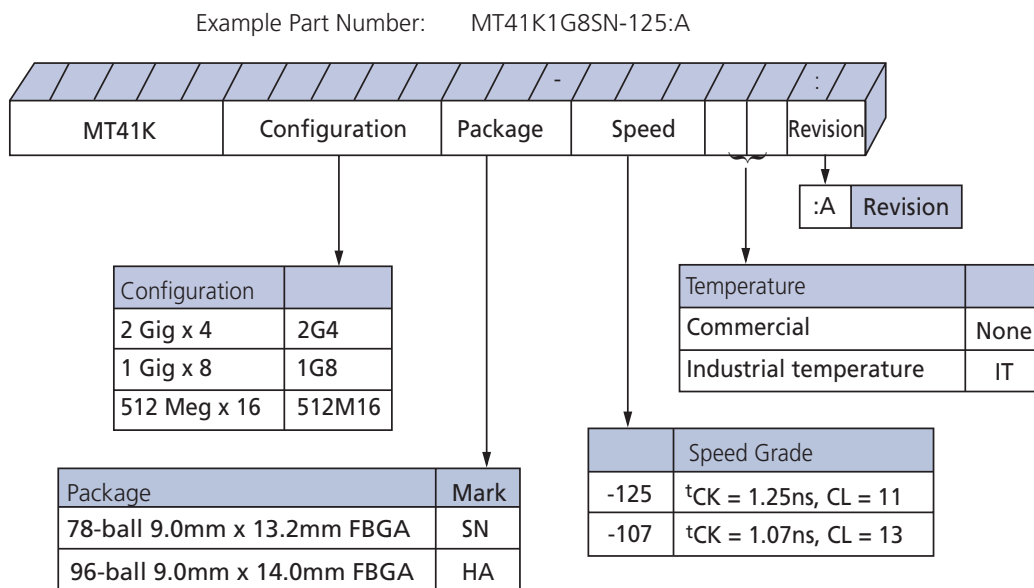 Example Part Number: MT41K1G8SN-125:A
- :
MT41K Configuration Package Speed Revision
:A Revision
Configuration
2 Gig x 4 2G4
1 Gig x 8 1G8
512 Meg x 16 512M16
Temperature
Commercial None
Industrial temperature IT
Package Mark
78-ball 9.0mm x 13.2mm FBGA SN
96-ball 9.0mm x 14.0mm FBGA HA
Speed Grade
-125 ᵗCK = 1.25ns, CL = 11
-107 ᵗCK = 1.07ns, CL = 13